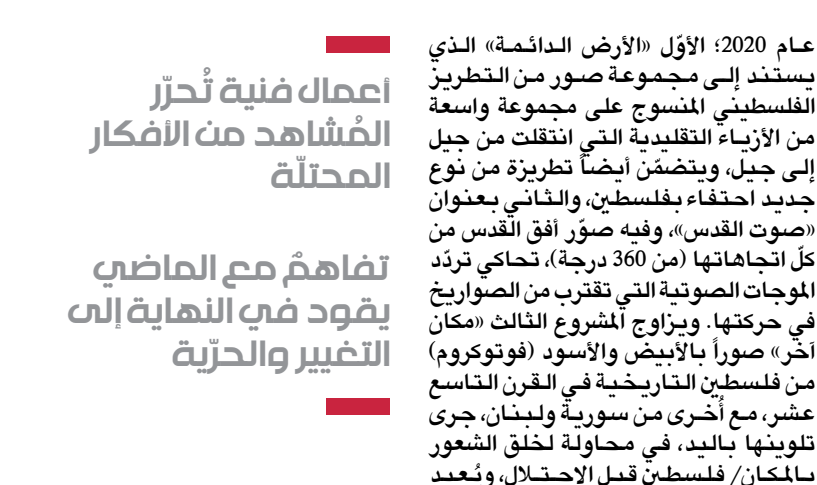 عام 2020؛ الأوّل «الأرض الدائمة» الذي
يستند إلى مجموعة صور من التطريز
الفلسطيني المنسوج على مجموعة واسعة
من الأزياء التقليدية التي انتقلت من جيل
إلى جيل، ويتضمّن أيضاً تطريزة من نوع
جديد احتفاء بفلسطين، والثاني بعنوان
«صوت القدس»، وفيه صوّر أفق القدس من
كلّ اتجاهاتها (من 360 درجة)، تحاكي تردّد
الموجات الصوتية التي تقترب من الصواريخ
في حركتها. ويزاوج المشروع الثالث «مكان
آخر» صوراً بالأبيض والأسود (فوتوكروم)
من فلسطين التاريخية في القرن التاسع
عشر، مع أُخرى من سورية ولبنان، جرى
تلوينها باليد، في محاولة لخلق الشعور
بالمكان/ فلسطين قبل الاحتلال، ويُعيد
أعمال فنية تُحرّر
المُشاهد من الأفكار
المحتلّة
تفاهمٌ مع الماضي
يقود في النهاية إلى
التغيير والحرّية